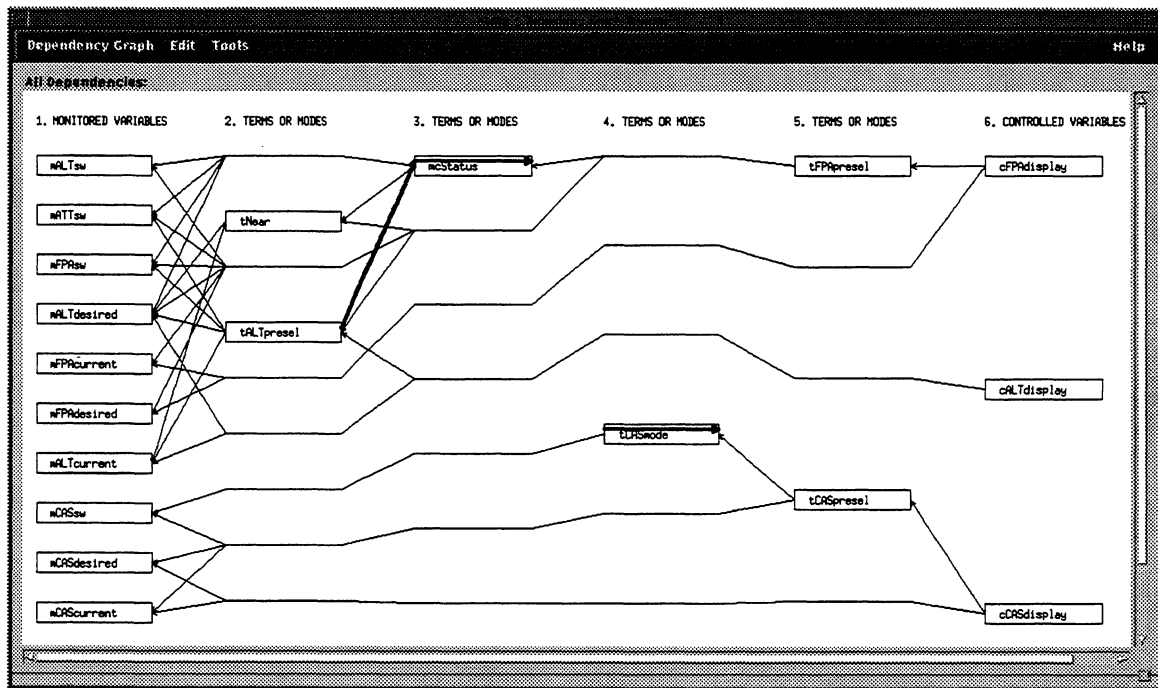 Dependency Graph Edit Tools Help
All Dependencies:
1. MONITORED VARIABLES 2. TERMS OR MODES 3. TERMS OR MODES 4. TERMS OR MODES 5. TERMS OR MODES 6. CONTROLLED VARIABLES
mALTsw mcStatus tFPApresel cFPAdisplay
mATTsw
tNear
mFPAsw
mALTdesired
tALTpresel
mFPAcurrent
cALTdisplay
mFPAdesired
tCASmode
mALTcurrent
tCASpresel
mCASsw
mCASdesired
mCAScurrent cCASdisplay